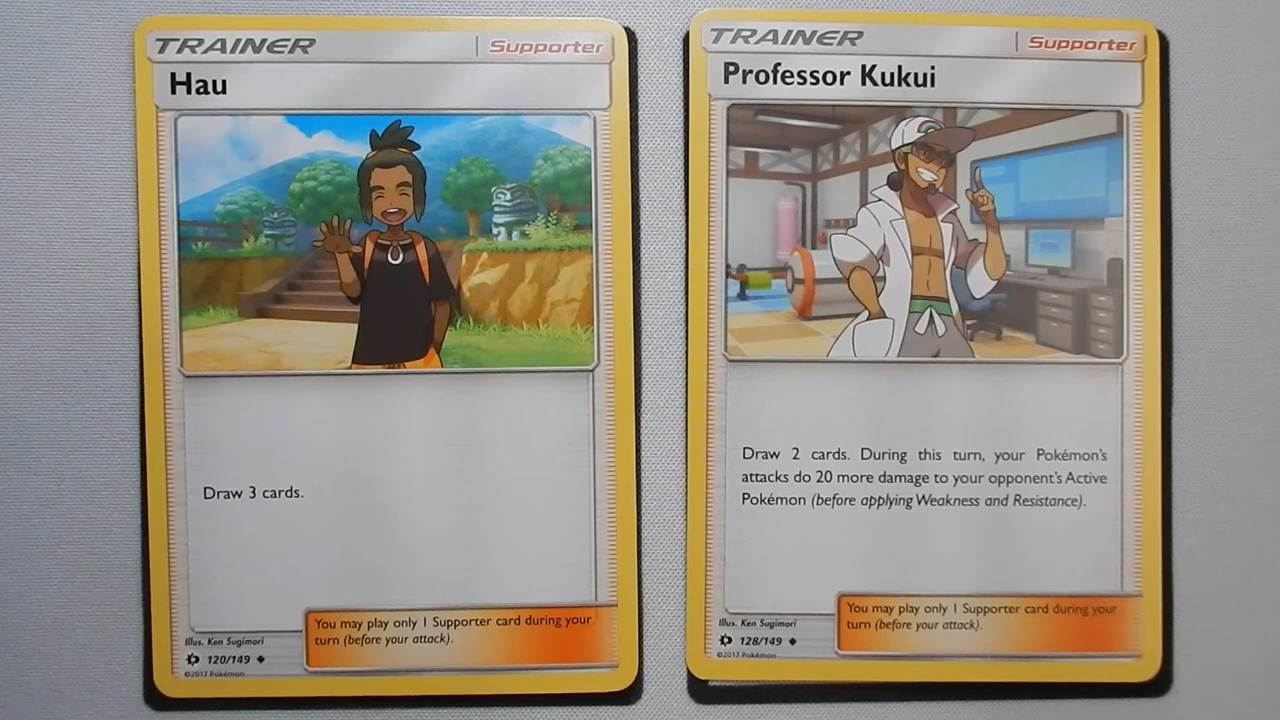 TRAINER
Supporter
Hau
Draw 3 cards.
You may play only 1 Supporter card during your
turn (before your attack).
Illus. Ken Sugimori
120/149
©2017 Pokémon
TRAINER
Supporter
Professor Kukui
Draw 2 cards. During this turn, your Pokémon's
attacks do 20 more damage to your opponent's Active
Pokémon (before applying Weakness and Resistance).
You may play only 1 Supporter card during your
turn (before your attack).
Illus. Ken Sugimori
128/149
©2017 Pokémon